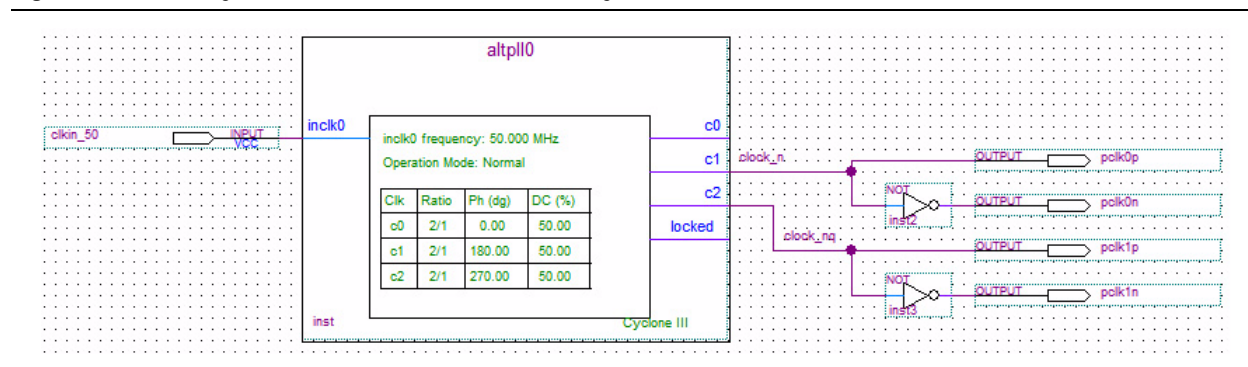 altpll0
clkin_50
INPUT
VCC
inclk0
inclk0 frequency: 50.000 MHz
Operation Mode: Normal
Clk Ratio Ph (dg) DC (%)
c0 2/1 0.00 50.00
c1 2/1 180.00 50.00
c2 2/1 270.00 50.00
inst
Cyclone III
c0
c1
c2
locked
clock_n
clock_nq
OUTPUT pclk0p
NOT
inst2
OUTPUT pclk0n
OUTPUT pclk1p
NOT
inst3
OUTPUT pclk1n